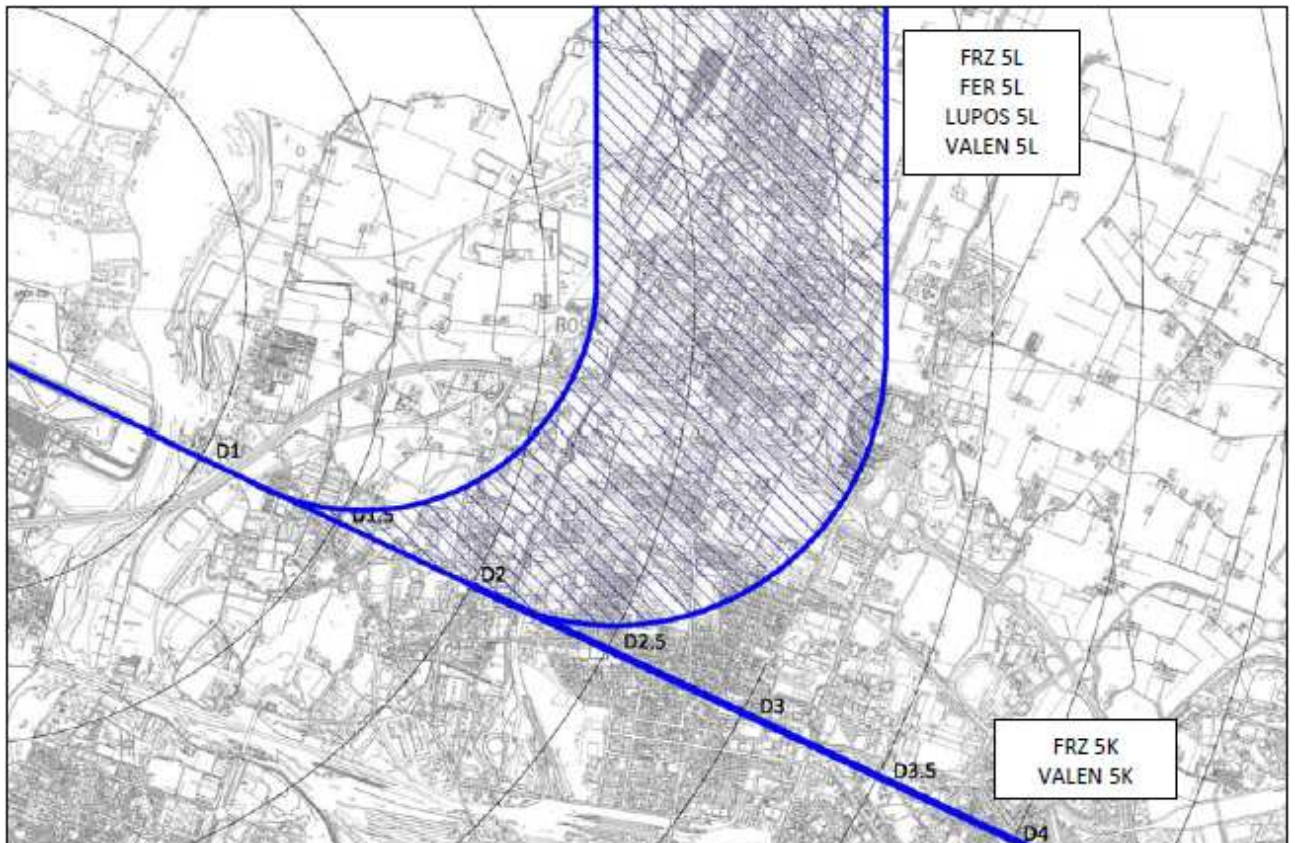 FRZ 5L
FER 5L
LUPOS 5L
VALEN 5L
D1
D1.5
D2
D2.5
D3
D3.5
D4
FRZ 5K
VALEN 5K